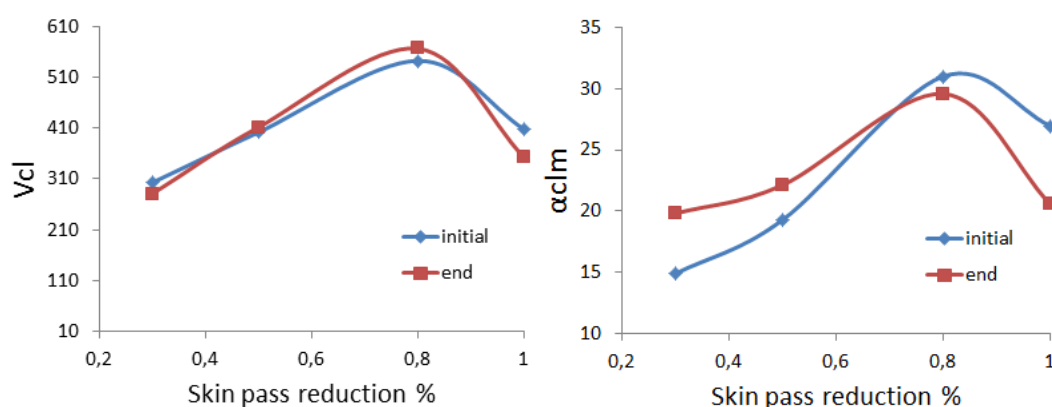 610
510
410
310
210
110
10
Vcl
initial
end
0,2
0,4
0,6
0,8
1
Skin pass reduction %
35
30
25
20
15
10
αclm
initial
end
0,2
0,4
0,6
0,8
1
Skin pass reduction %